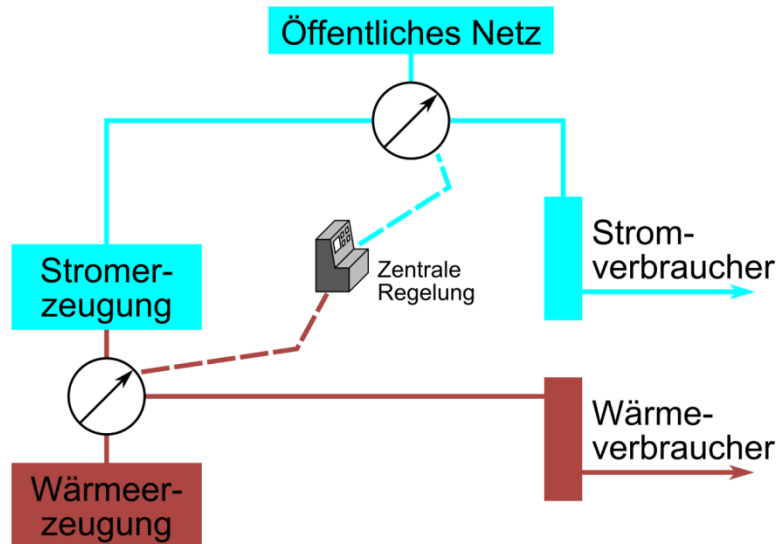 Öffentliches Netz
Stromer-
zeugung
Zentrale
Regelung
Strom-
verbraucher
Wärmeer-
zeugung
Wärme-
verbraucher